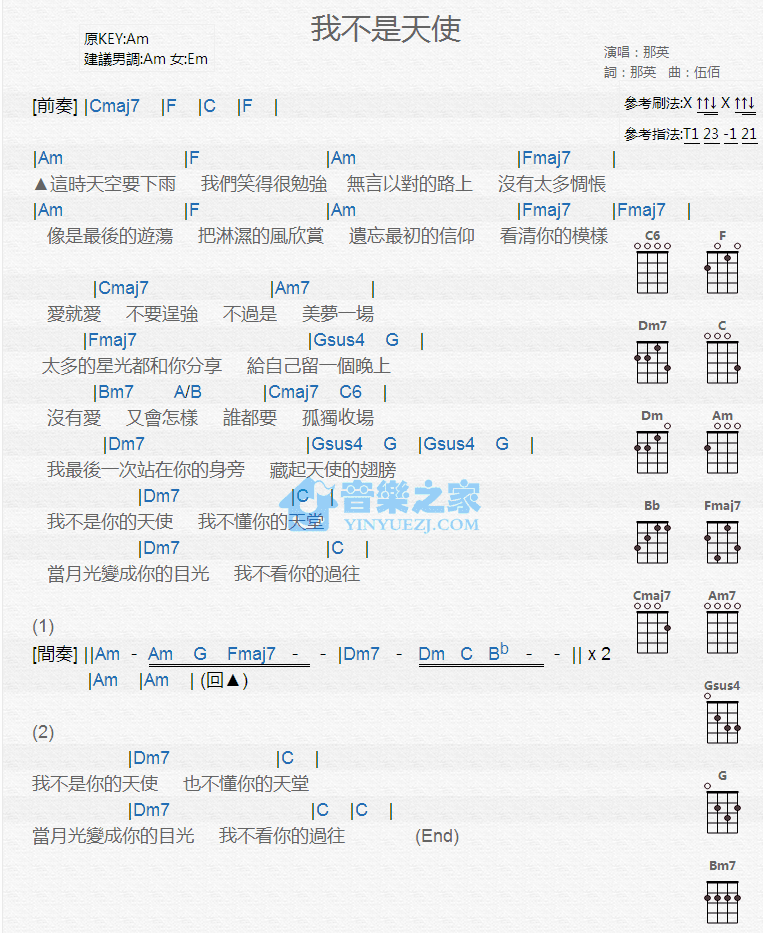 我不是天使
原KEY:Am
建議男調:Am 女:Em
演唱：那英
詞：那英 曲：伍佰
參考刷法:X ↑↑↓ X ↑↑↓
參考指法:T1 23 -1 21
[前奏] |Cmaj7 |F |C |F |
|Am |F |Am |Fmaj7 |
▲這時天空要下雨 我們笑得很勉強 無言以對的路上 沒有太多惆悵
|Am |F |Am |Fmaj7 |Fmaj7 |
像是最後的遊蕩 把淋濕的風欣賞 遺忘最初的信仰 看清你的模樣
|Cmaj7 |Am7 |
愛就愛 不要逞強 不過是 美夢一場
|Fmaj7 |Gsus4 G |
太多的星光都和你分享 給自己留一個晚上
|Bm7 A/B |Cmaj7 C6 |
沒有愛 又會怎樣 誰都要 孤獨收場
|Dm7 |Gsus4 G |Gsus4 G |
我最後一次站在你的身旁 藏起天使的翅膀
|Dm7 |C |
我不是你的天使 我不懂你的天堂
|Dm7 |C |
當月光變成你的目光 我不看你的過往
(1)
[間奏] ||Am - Am G Fmaj7 - - |Dm7 - Dm C Bb - - || x 2
|Am |Am | (回▲)
(2)
|Dm7 |C |
我不是你的天使 也不懂你的天堂
|Dm7 |C |C |
當月光變成你的目光 我不看你的過往 (End)
C6 F
Dm7 C
Dm Am
Bb Fmaj7
Cmaj7 Am7
Gsus4
G
Bm7
音樂之家
YINYUEZJ.COM